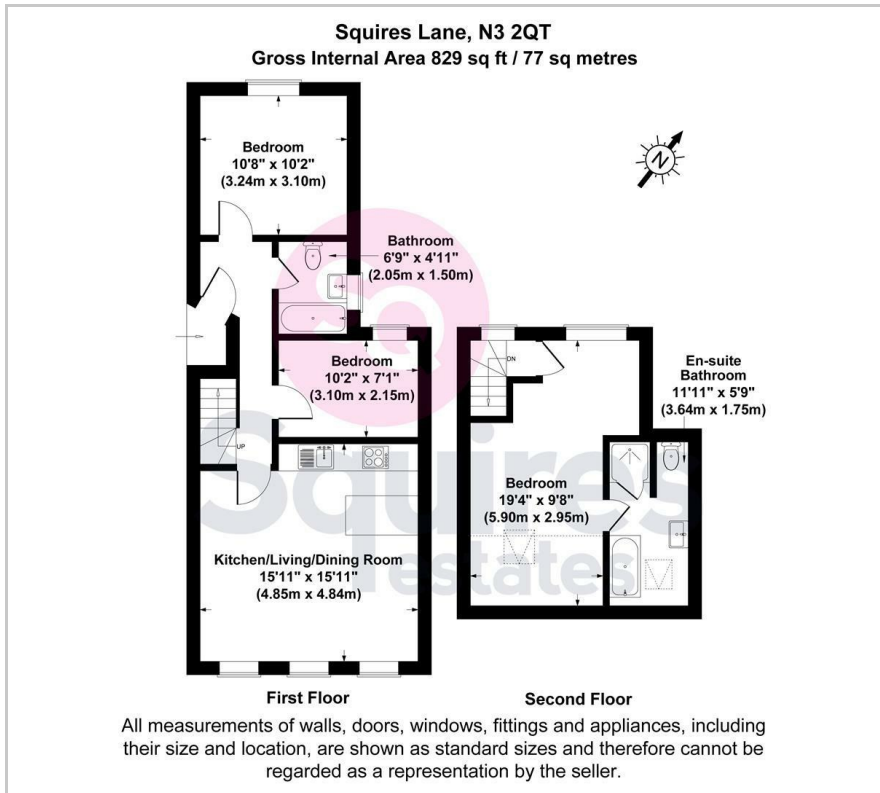 Squires Lane, N3 2QT
Gross Internal Area 829 sq ft / 77 sq metres
Bedroom
10'8" x 10'2"
(3.24m x 3.10m)
N
Bathroom
6'9" x 4'11"
(2.05m x 1.50m)
Bedroom
10'2" x 7'1"
(3.10m x 2.15m)
UP
Kitchen/Living/Dining Room
15'11" x 15'11"
(4.85m x 4.84m)
DN
En-suite
Bathroom
11'11" x 5'9"
(3.64m x 1.75m)
Bedroom
19'4" x 9'8"
(5.90m x 2.95m)
SQ
Squires
estates
First Floor
Second Floor
All measurements of walls, doors, windows, fittings and appliances, including
their size and location, are shown as standard sizes and therefore cannot be
regarded as a representation by the seller.